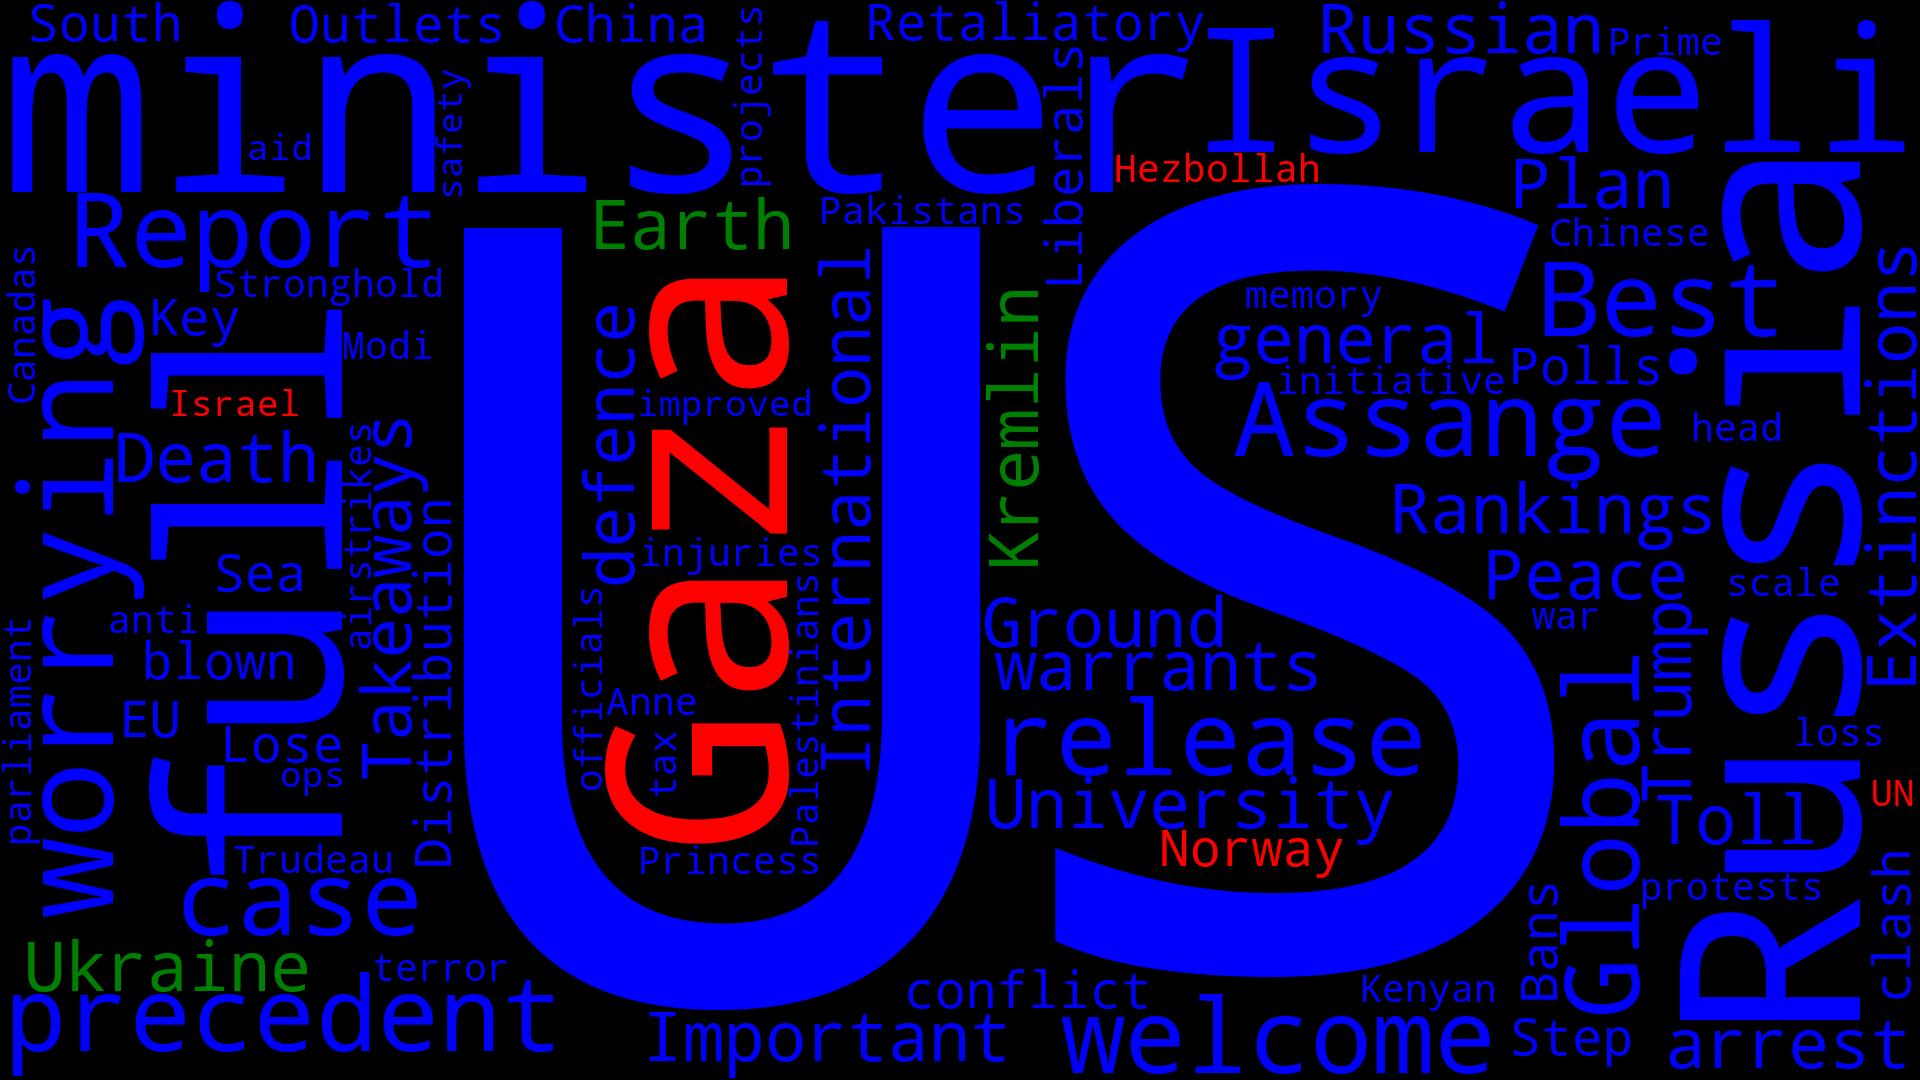 South
Outlets
China
projects
Retaliatory
Russian
Prime
minister
Israeli
aid
safety
Liberals
Hezbollah
Plan
Report
Earth
Pakistans
Chinese
Russia
Canadas
Stronghold
Key
Modi
US
memory
Best
Extinctions
worrying
full
Israel
defence
Gaza
improved
International
Kremlin
general
initiative
Polls
Assange
head
Death
airstrikes
Takeaways
Distribution
Rankings
Sea
injuries
Peace
scale
anti
officials
Palestinians
Ground
war
blown
warrants
Trump
parliament
EU
Anne
tax
release
Global
loss
Lose
ops
University
UN
Toll
Trudeau
Princess
Norway
protests
case
Bans
clash
Ukraine
terror
conflict
Kenyan
precedent
Important
welcome
Step
arrest